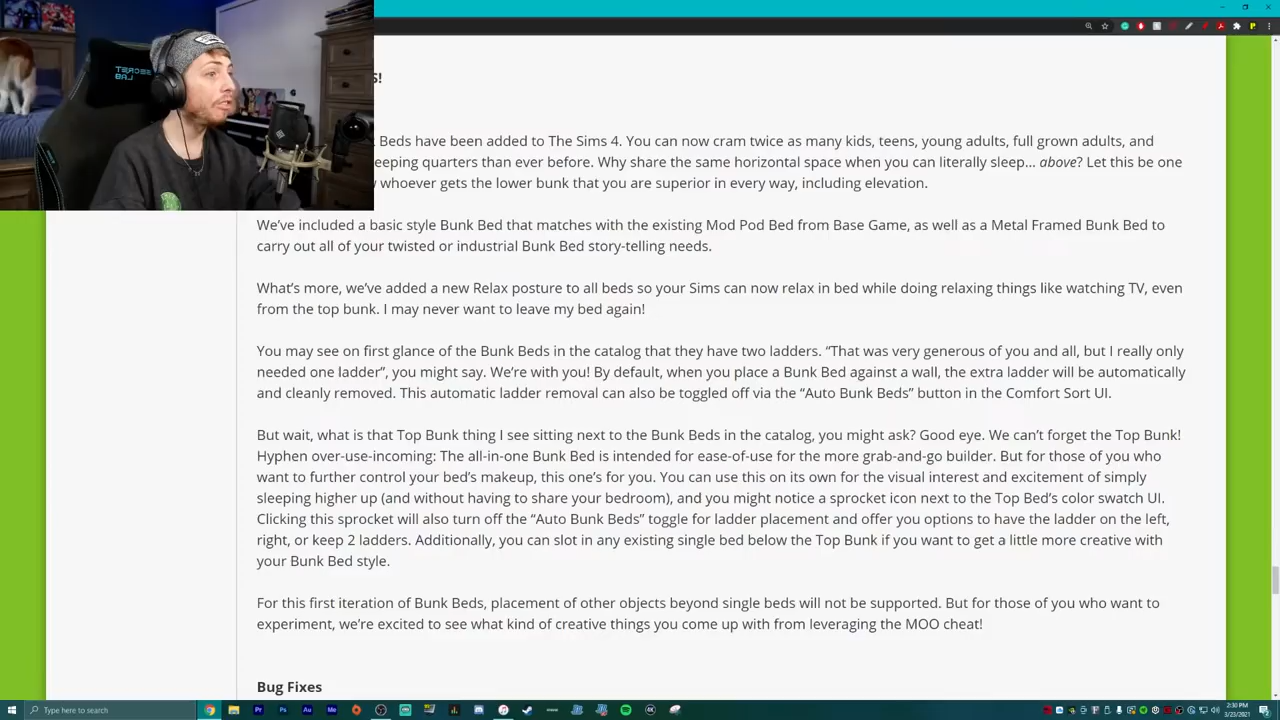 SECRET
LAB
S!
Beds have been added to The Sims 4. You can now cram twice as many kids, teens, young adults, full grown adults, and
eeping quarters than ever before. Why share the same horizontal space when you can literally sleep... above? Let this be one
whoever gets the lower bunk that you are superior in every way, including elevation.
We've included a basic style Bunk Bed that matches with the existing Mod Pod Bed from Base Game, as well as a Metal Framed Bunk Bed to
carry out all of your twisted or industrial Bunk Bed story-telling needs.
What's more, we've added a new Relax posture to all beds so your Sims can now relax in bed while doing relaxing things like watching TV, even
from the top bunk. I may never want to leave my bed again!
You may see on first glance of the Bunk Beds in the catalog that they have two ladders. “That was very generous of you and all, but I really only
needed one ladder”, you might say. We're with you! By default, when you place a Bunk Bed against a wall, the extra ladder will be automatically
and cleanly removed. This automatic ladder removal can also be toggled off via the “Auto Bunk Beds” button in the Comfort Sort UI.
But wait, what is that Top Bunk thing I see sitting next to the Bunk Beds in the catalog, you might ask? Good eye. We can't forget the Top Bunk!
Hyphen over-use-incoming: The all-in-one Bunk Bed is intended for ease-of-use for the more grab-and-go builder. But for those of you who
want to further control your bed's makeup, this one's for you. You can use this on its own for the visual interest and excitement of simply
sleeping higher up (and without having to share your bedroom), and you might notice a sprocket icon next to the Top Bed's color swatch UI.
Clicking this sprocket will also turn off the “Auto Bunk Beds” toggle for ladder placement and offer you options to have the ladder on the left,
right, or keep 2 ladders. Additionally, you can slot in any existing single bed below the Top Bunk if you want to get a little more creative with
your Bunk Bed style.
For this first iteration of Bunk Beds, placement of other objects beyond single beds will not be supported. But for those of you who want to
experiment, we're excited to see what kind of creative things you come up with from leveraging the MOO cheat!
Bug Fixes
Type here to search
2:30 PM
3/23/2021